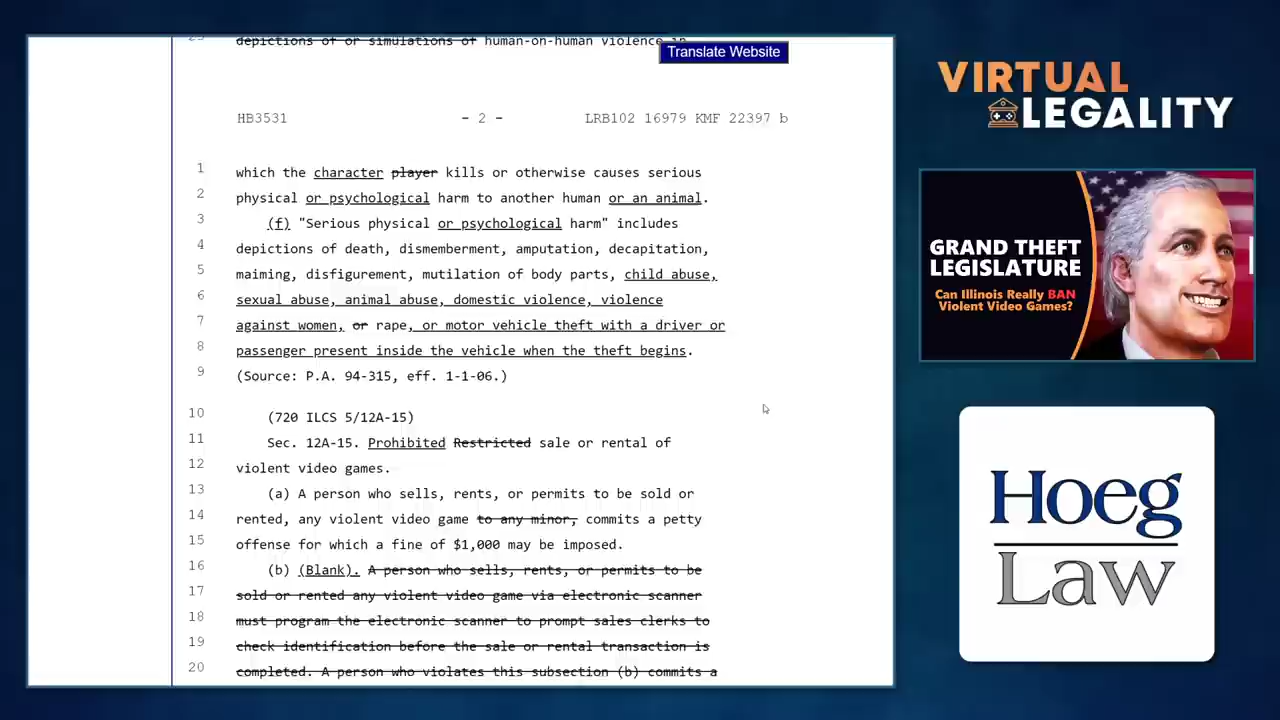 depictions of or simulations of human-on-human violence in
Translate Website
HB3531 - 2 - LRB102 16979 KMF 22397 b
1 which the character player kills or otherwise causes serious
2 physical or psychological harm to another human or an animal.
3 (f) "Serious physical or psychological harm" includes
4 depictions of death, dismemberment, amputation, decapitation,
5 maiming, disfigurement, mutilation of body parts, child abuse,
6 sexual abuse, animal abuse, domestic violence, violence
7 against women, or rape, or motor vehicle theft with a driver or
8 passenger present inside the vehicle when the theft begins.
9 (Source: P.A. 94-315, eff. 1-1-06.)
10 (720 ILCS 5/12A-15)
11 Sec. 12A-15. Prohibited Restricted sale or rental of
12 violent video games.
13 (a) A person who sells, rents, or permits to be sold or
14 rented, any violent video game to any minor, commits a petty
15 offense for which a fine of $1,000 may be imposed.
16 (b) (Blank). A person who sells, rents, or permits to be
17 sold or rented any violent video game via electronic scanner
18 must program the electronic scanner to prompt sales clerks to
19 check identification before the sale or rental transaction is
20 completed. A person who violates this subsection (b) commits a
VIRTUAL
LEGALITY
GRAND THEFT
LEGISLATURE
Can Illinois Really BAN
Violent Video Games?
Hoeg
Law